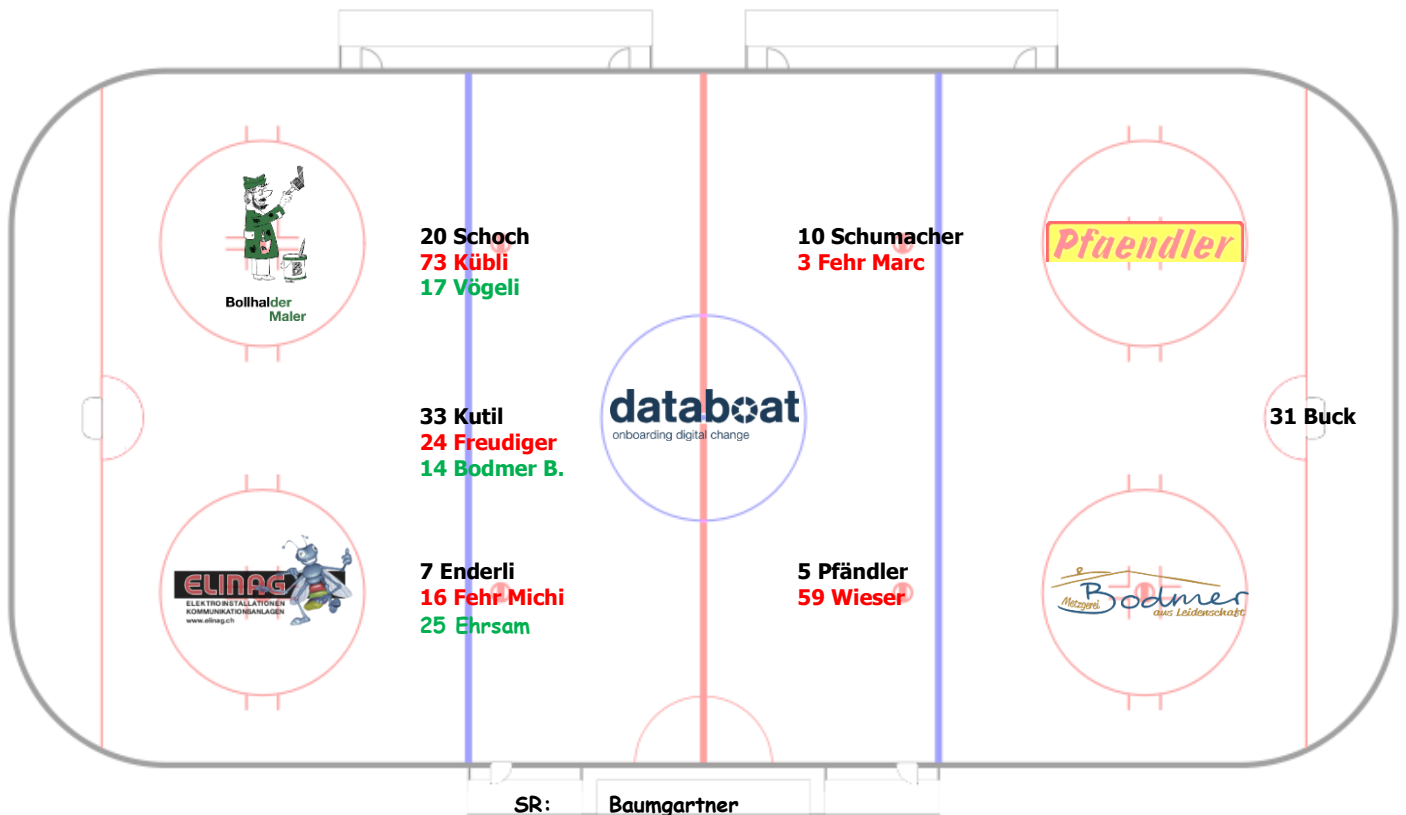 20 Schoch
73 Kübli
17 Vögeli
10 Schumacher
3 Fehr Marc
Pfaendler
Bollhalder
Maler
33 Kutil
24 Freudiger
14 Bodmer B.
databoat
onboarding digital change
31 Buck
ELINAG
ELEKTROINSTALLATIONEN
KOMMUNIKATIONSANLAGEN
www.elinag.ch
7 Enderli
16 Fehr Michi
25 Ehrsam
5 Pfändler
59 Wieser
Metzgerei Bodmer
aus Leidenschaft
SR: Baumgartner